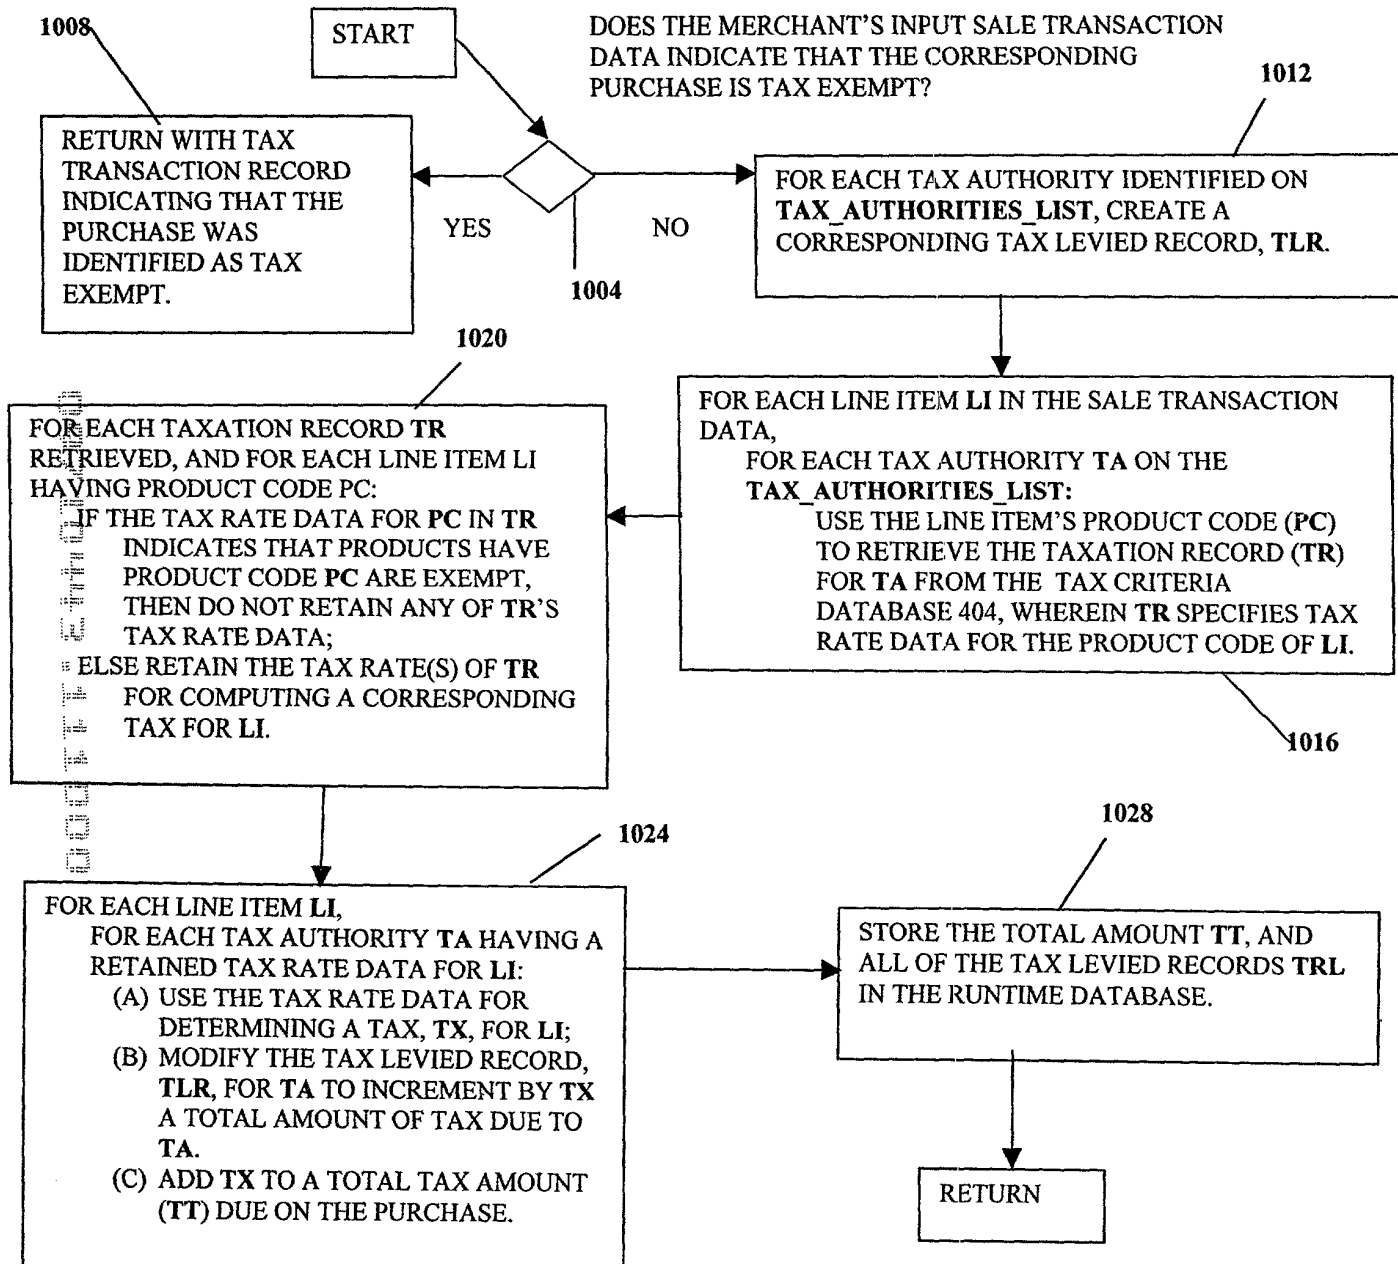 1008
START
DOES THE MERCHANT'S INPUT SALE TRANSACTION
DATA INDICATE THAT THE CORRESPONDING
PURCHASE IS TAX EXEMPT?
RETURN WITH TAX
TRANSACTION RECORD
INDICATING THAT THE
PURCHASE WAS
IDENTIFIED AS TAX
EXEMPT.
YES
NO
1004
1012
FOR EACH TAX AUTHORITY IDENTIFIED ON
TAX_AUTHORITIES_LIST, CREATE A
CORRESPONDING TAX LEVIED RECORD, TLR.
FOR EACH LINE ITEM LI IN THE SALE TRANSACTION
DATA,
FOR EACH TAX AUTHORITY TA ON THE
TAX_AUTHORITIES_LIST:
USE THE LINE ITEM'S PRODUCT CODE (PC)
TO RETRIEVE THE TAXATION RECORD (TR)
FOR TA FROM THE TAX CRITERIA
DATABASE 404, WHEREIN TR SPECIFIES TAX
RATE DATA FOR THE PRODUCT CODE OF LI.
1016
1020
FOR EACH TAXATION RECORD TR
RETRIEVED, AND FOR EACH LINE ITEM LI
HAVING PRODUCT CODE PC:
IF THE TAX RATE DATA FOR PC IN TR
INDICATES THAT PRODUCTS HAVE
PRODUCT CODE PC ARE EXEMPT,
THEN DO NOT RETAIN ANY OF TR'S
TAX RATE DATA;
ELSE RETAIN THE TAX RATE(S) OF TR
FOR COMPUTING A CORRESPONDING
TAX FOR LI.
1024
FOR EACH LINE ITEM LI,
FOR EACH TAX AUTHORITY TA HAVING A
RETAINED TAX RATE DATA FOR LI:
(A) USE THE TAX RATE DATA FOR
DETERMINING A TAX, TX, FOR LI;
(B) MODIFY THE TAX LEVIED RECORD,
TLR, FOR TA TO INCREMENT BY TX
A TOTAL AMOUNT OF TAX DUE TO
TA.
(C) ADD TX TO A TOTAL TAX AMOUNT
(TT) DUE ON THE PURCHASE.
1028
STORE THE TOTAL AMOUNT TT, AND
ALL OF THE TAX LEVIED RECORDS TRL
IN THE RUNTIME DATABASE.
RETURN